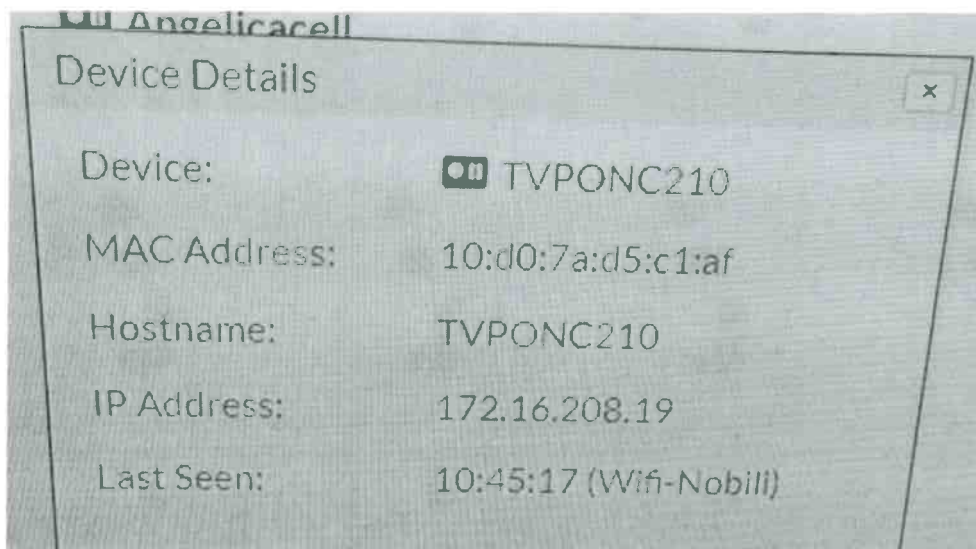 Angelicacell
Device Details
×
Device: TVPONC210
MAC Address: 10:d0:7a:d5:c1:af
Hostname: TVPONC210
IP Address: 172.16.208.19
Last Seen: 10:45:17 (Wifi-Nobili)